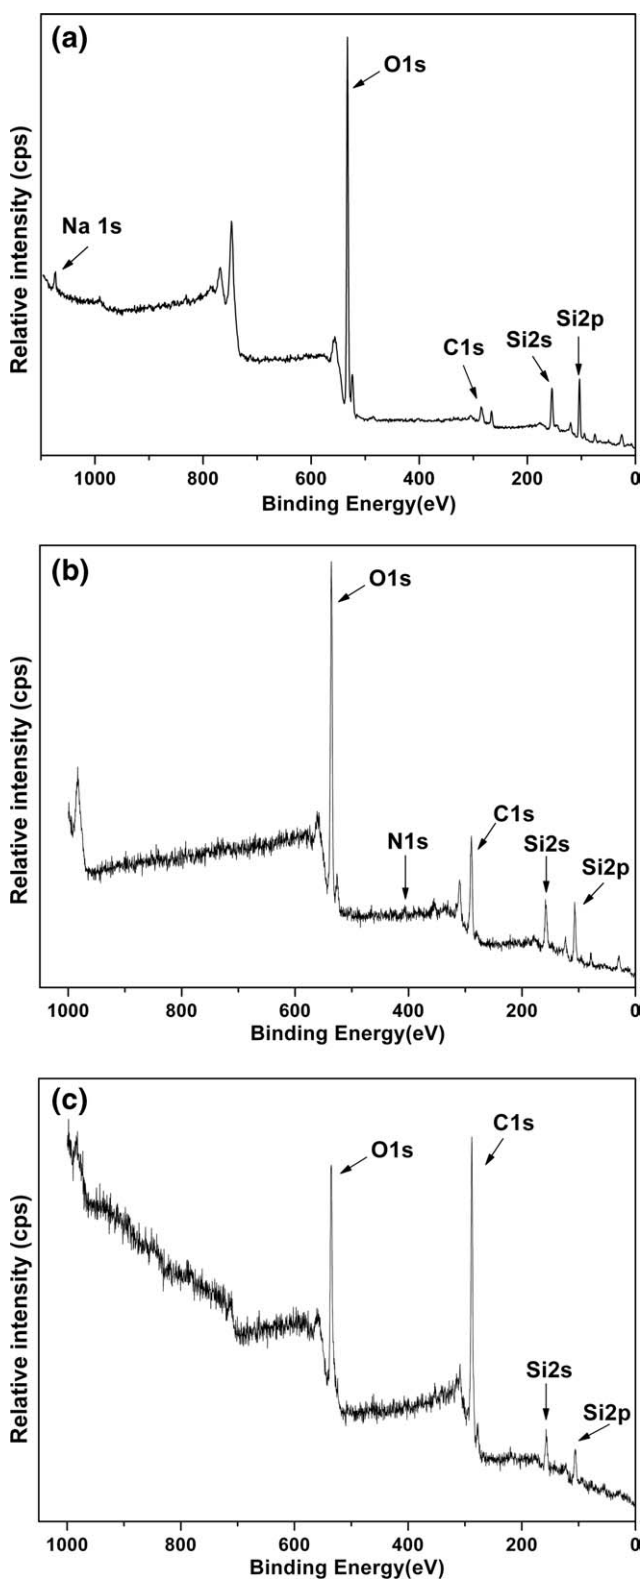 (a)
O1s
Na 1s
C1s
Si2s
Si2p
Relative intensity (cps)
1000 800 600 400 200 0
Binding Energy(eV)
(b)
O1s
N1s
C1s
Si2s
Si2p
Relative intensity (cps)
1000 800 600 400 200 0
Binding Energy(eV)
(c)
O1s
C1s
Si2s
Si2p
Relative intensity (cps)
1000 800 600 400 200 0
Binding Energy(eV)